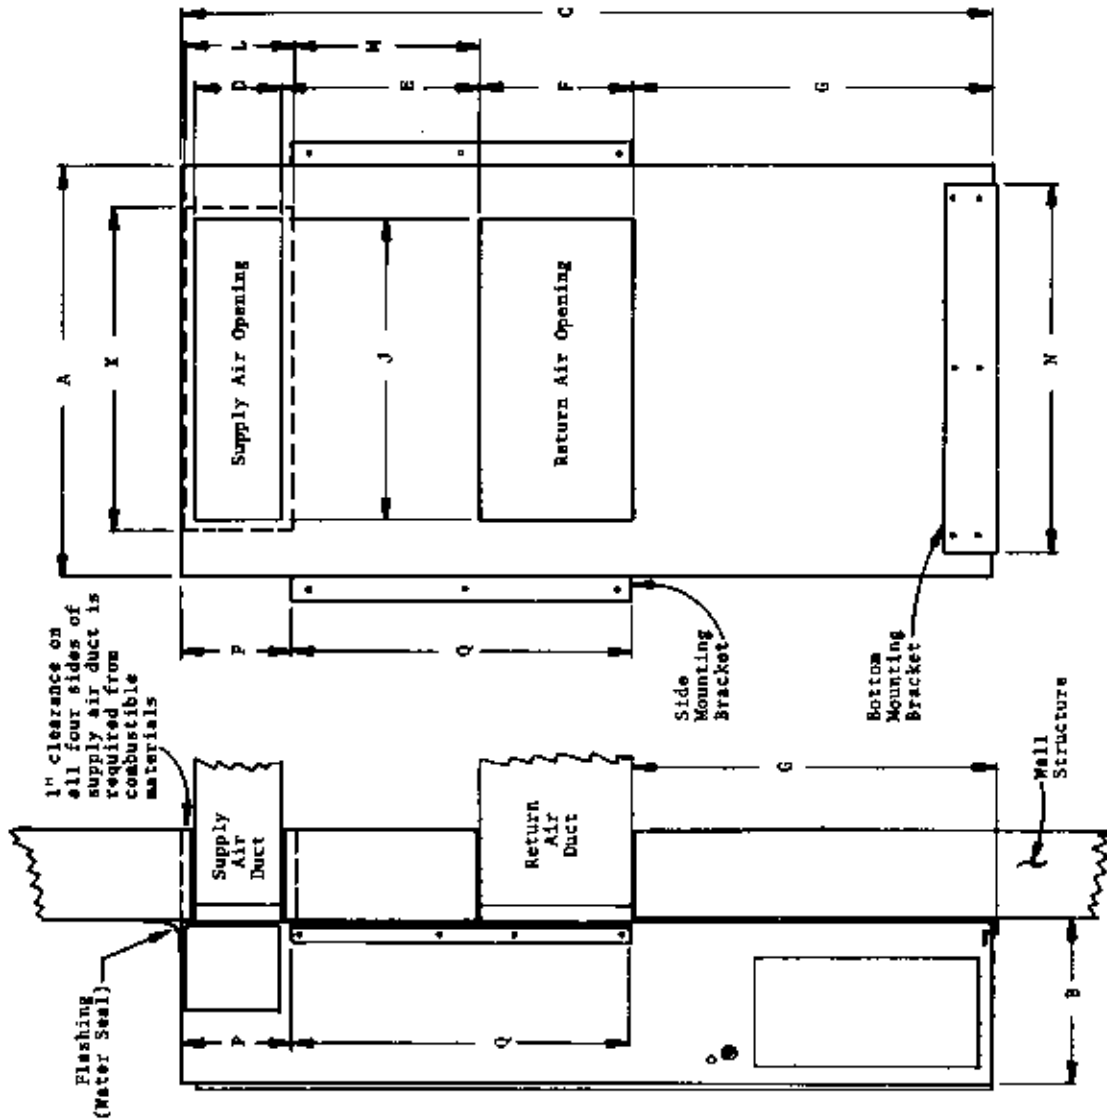 Flashing
(Water Seal)
1" clearance on
all four sides of
supply air duct is
required from
combustible
materials
Supply
Air
Duct
Return
Air
Duct
Wall
Structure
P
Q
B
G
A
K
Supply Air Opening
J
Return Air Opening
N
P
Q
Side
Mounting
Bracket
Bottom
Mounting
Bracket
D
L
E
M
F
G
C